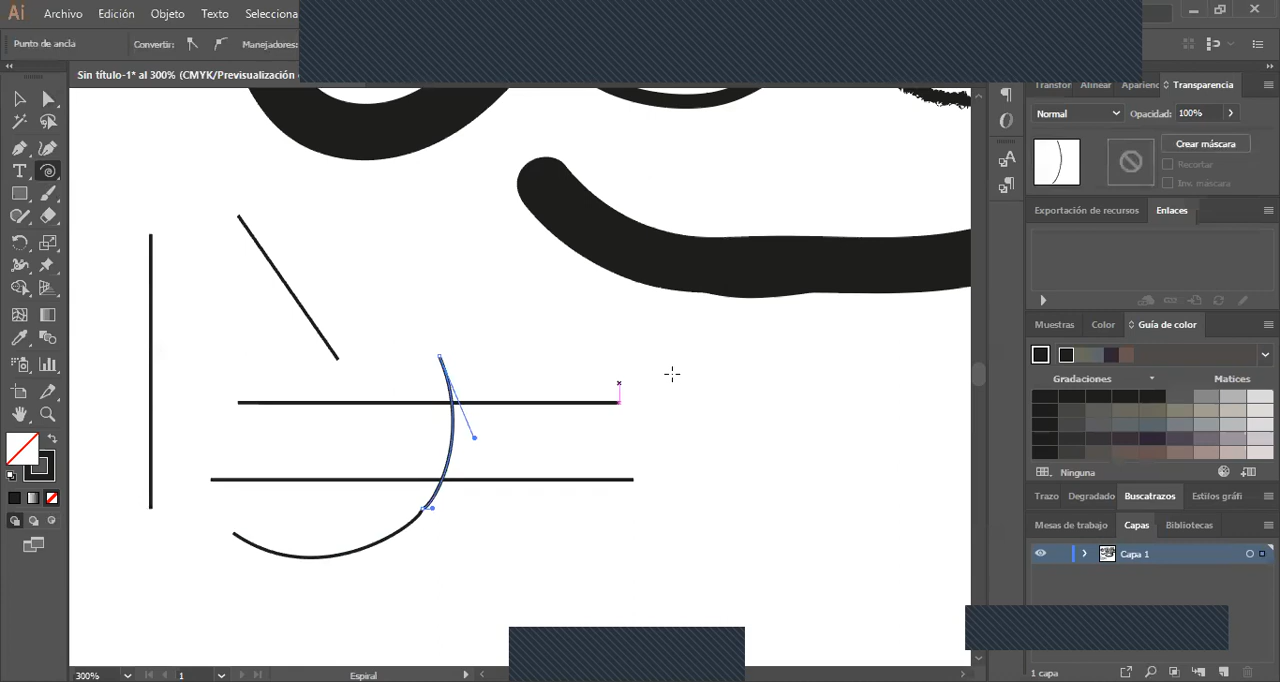 Ai Archivo Edición Objeto Texto Selecciona
Punto de ancla Convertir: Manejadores:
Sin título-1* al 300% (CMYK/Previsualización
Transfor Alinear Aparienc Transparencia
Normal Opacidad: 100%
Crear máscara
Recortar
Inv. máscara
Exportación de recursos Enlaces
Muestras Color Guía de color
Gradaciones Matices
Ninguna
Trazo Degradado Buscatrazos Estilos gráfi
Mesas de trabajo Capas Bibliotecas
Capa 1
300% 1 Espiral 1 capa